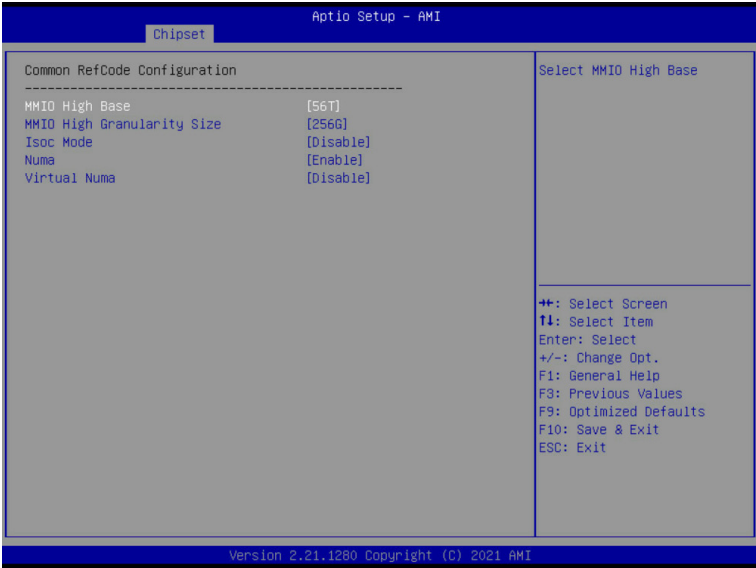 Aptio Setup – AMI
Chipset
Common RefCode Configuration
--------------------------------------------------
MMIO High Base [56T]
MMIO High Granularity Size [256G]
Isoc Mode [Disable]
Numa [Enable]
Virtual Numa [Disable]
Select MMIO High Base
→←: Select Screen
↑↓: Select Item
Enter: Select
+/-: Change Opt.
F1: General Help
F3: Previous Values
F9: Optimized Defaults
F10: Save & Exit
ESC: Exit
Version 2.21.1280 Copyright (C) 2021 AMI